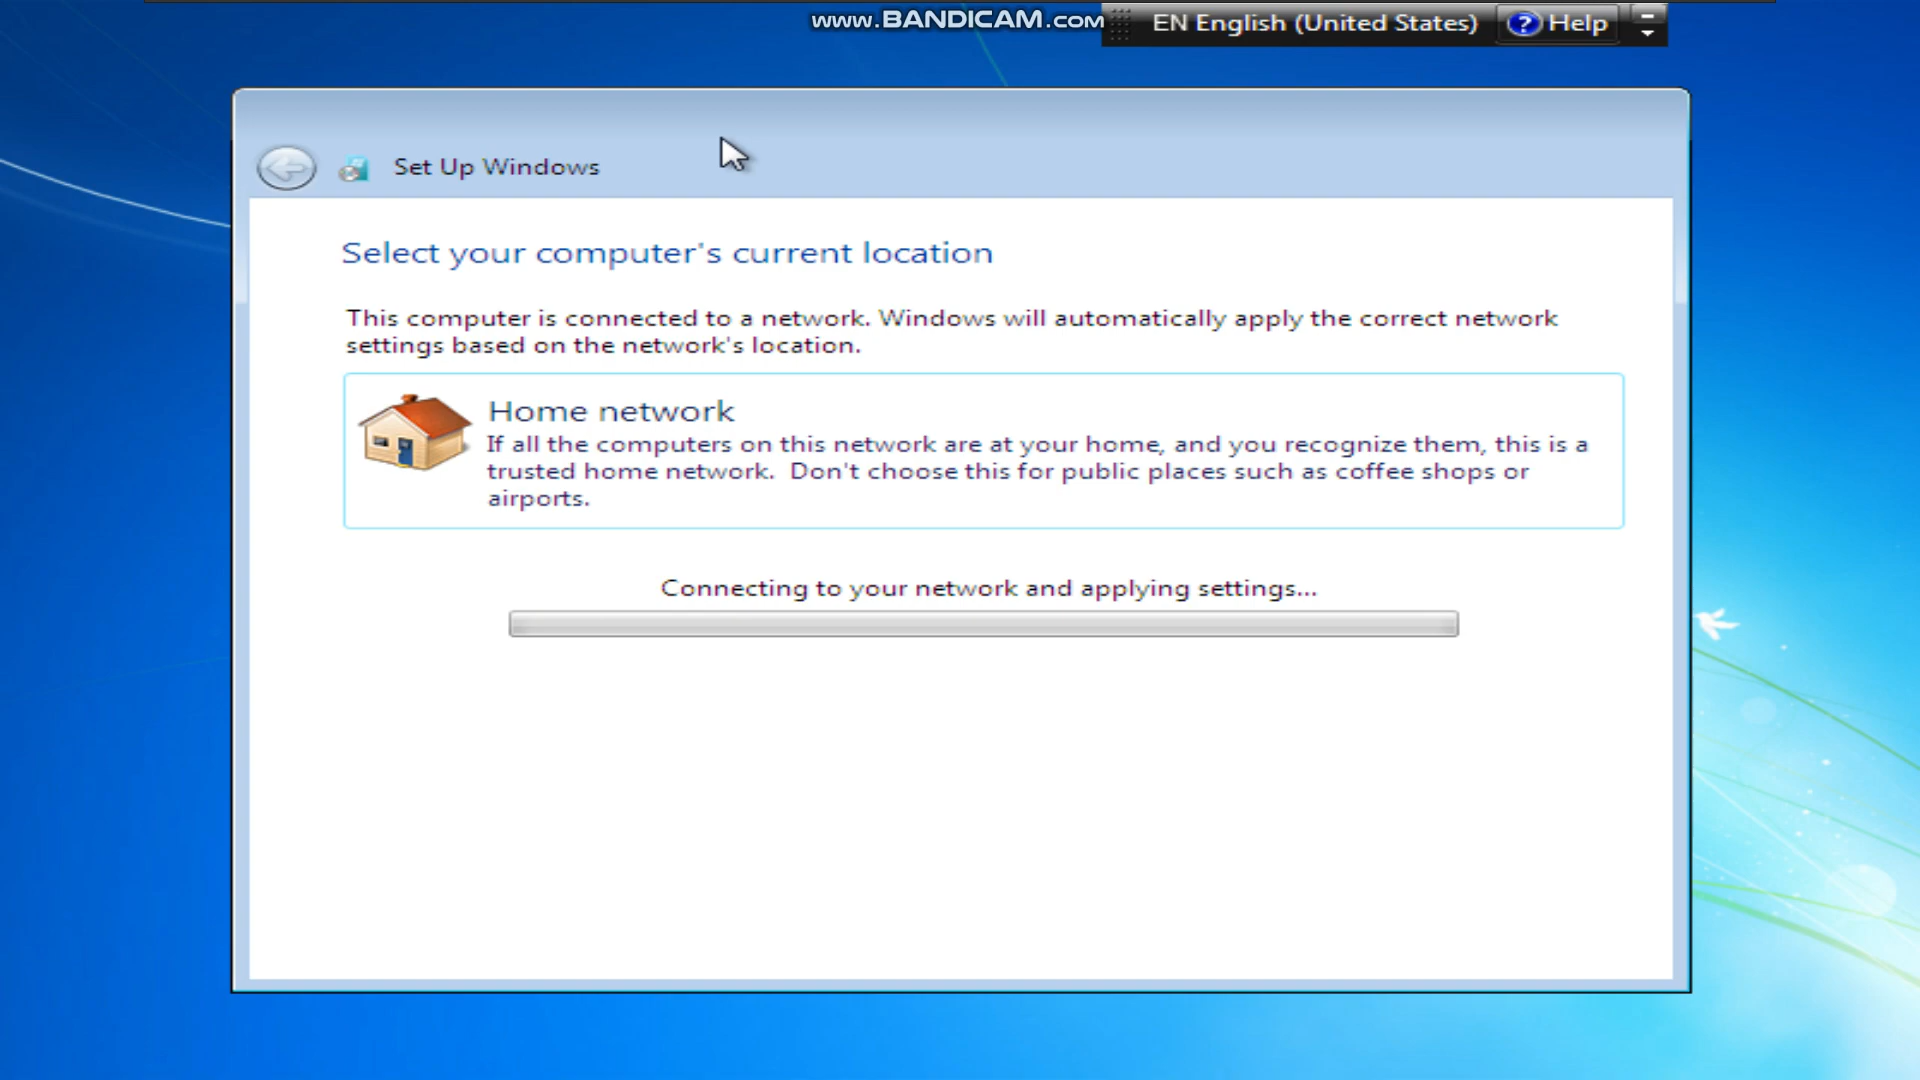 www.BANDICAM.com
EN English (United States)
Help
Set Up Windows
Select your computer's current location
This computer is connected to a network. Windows will automatically apply the correct network
settings based on the network's location.
Home network
If all the computers on this network are at your home, and you recognize them, this is a
trusted home network.  Don't choose this for public places such as coffee shops or
airports.
Connecting to your network and applying settings...